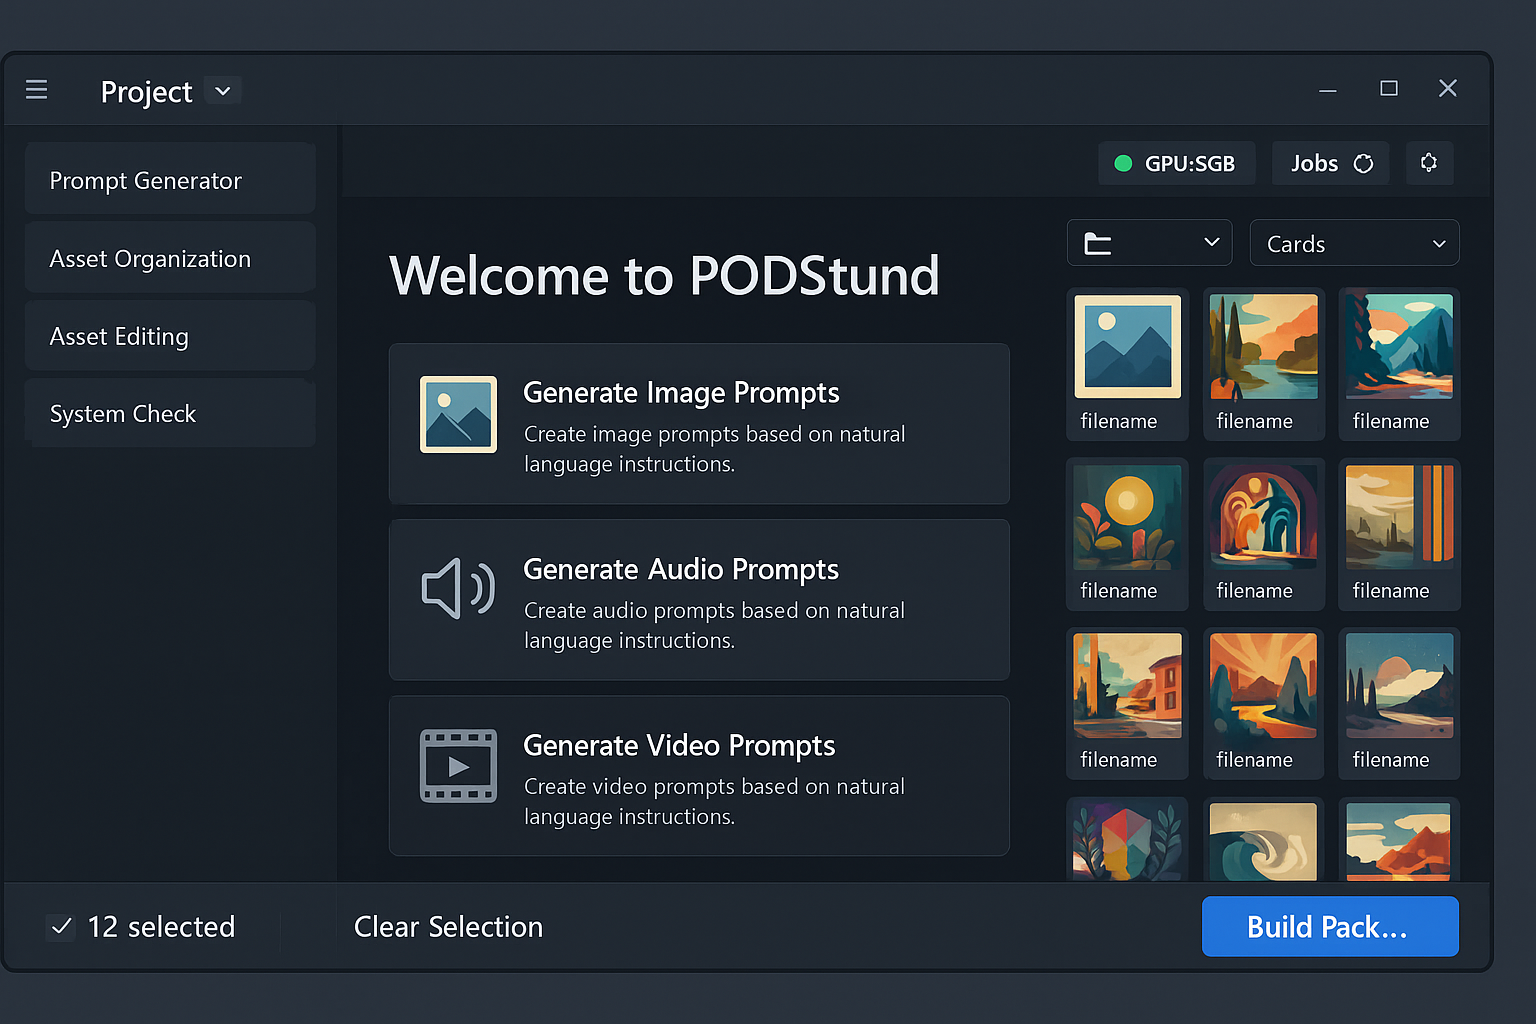 Project
Prompt Generator
Asset Organization
Asset Editing
System Check
GPU:SGB
Jobs
Welcome to PODStund
Generate Image Prompts
Create image prompts based on natural
language instructions.
Generate Audio Prompts
Create audio prompts based on natural
language instructions.
Generate Video Prompts
Create video prompts based on natural
language instructions.
Cards
filename
filename
filename
filename
filename
filename
filename
filename
filename
12 selected
Clear Selection
Build Pack...